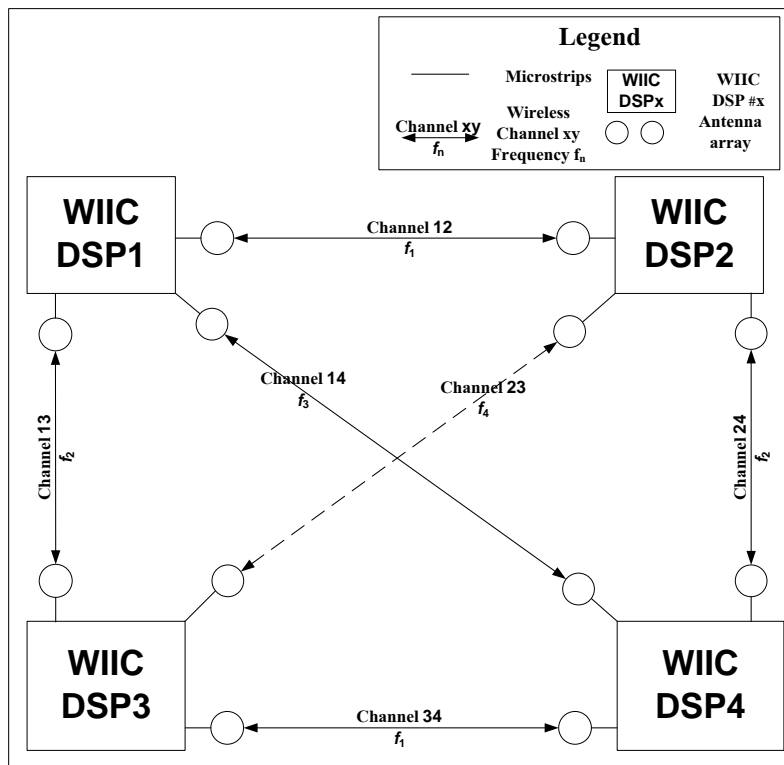 Legend
Microstrips
WIIC
DSPx
WIIC
DSP #x
Channel xy
fn
Wireless
Channel xy
Frequency fn
Antenna
array
WIIC
DSP1
WIIC
DSP2
Channel 12
f1
Channel 14
f3
Channel 23
f4
Channel 13
f2
Channel 24
f2
WIIC
DSP3
WIIC
DSP4
Channel 34
f1